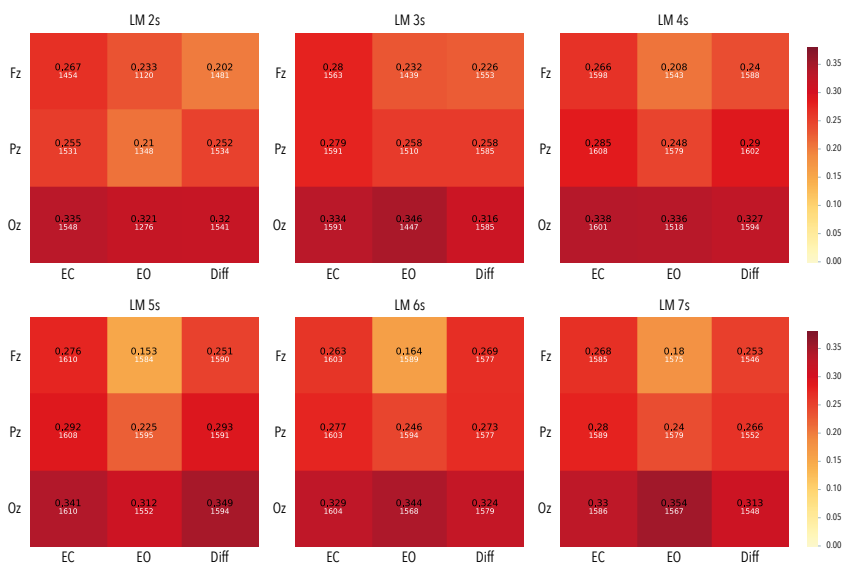 LM 2s LM 3s LM 4s
Fz 0,267 0,233 0,202 0,28 0,232 0,226 0,266 0,208 0,24
1454 1120 1481 1563 1439 1553 1598 1543 1588
Pz 0,255 0,21 0,252 0,279 0,258 0,258 0,285 0,248 0,29
1531 1348 1534 1591 1510 1585 1608 1579 1602
Oz 0,335 0,321 0,32 0,334 0,346 0,316 0,338 0,336 0,327
1548 1276 1541 1591 1447 1585 1601 1518 1594
EC EO Diff EC EO Diff EC EO Diff
0.35
0.30
0.25
0.20
0.15
0.10
0.05
0.00
LM 5s LM 6s LM 7s
Fz 0,276 0,153 0,251 0,263 0,164 0,269 0,268 0,18 0,253
1610 1584 1590 1603 1589 1577 1585 1575 1546
Pz 0,292 0,225 0,293 0,277 0,246 0,273 0,28 0,24 0,266
1608 1595 1591 1603 1594 1577 1589 1579 1552
Oz 0,341 0,312 0,349 0,329 0,344 0,324 0,33 0,354 0,313
1610 1552 1594 1604 1568 1579 1586 1567 1548
EC EO Diff EC EO Diff EC EO Diff
0.35
0.30
0.25
0.20
0.15
0.10
0.05
0.00